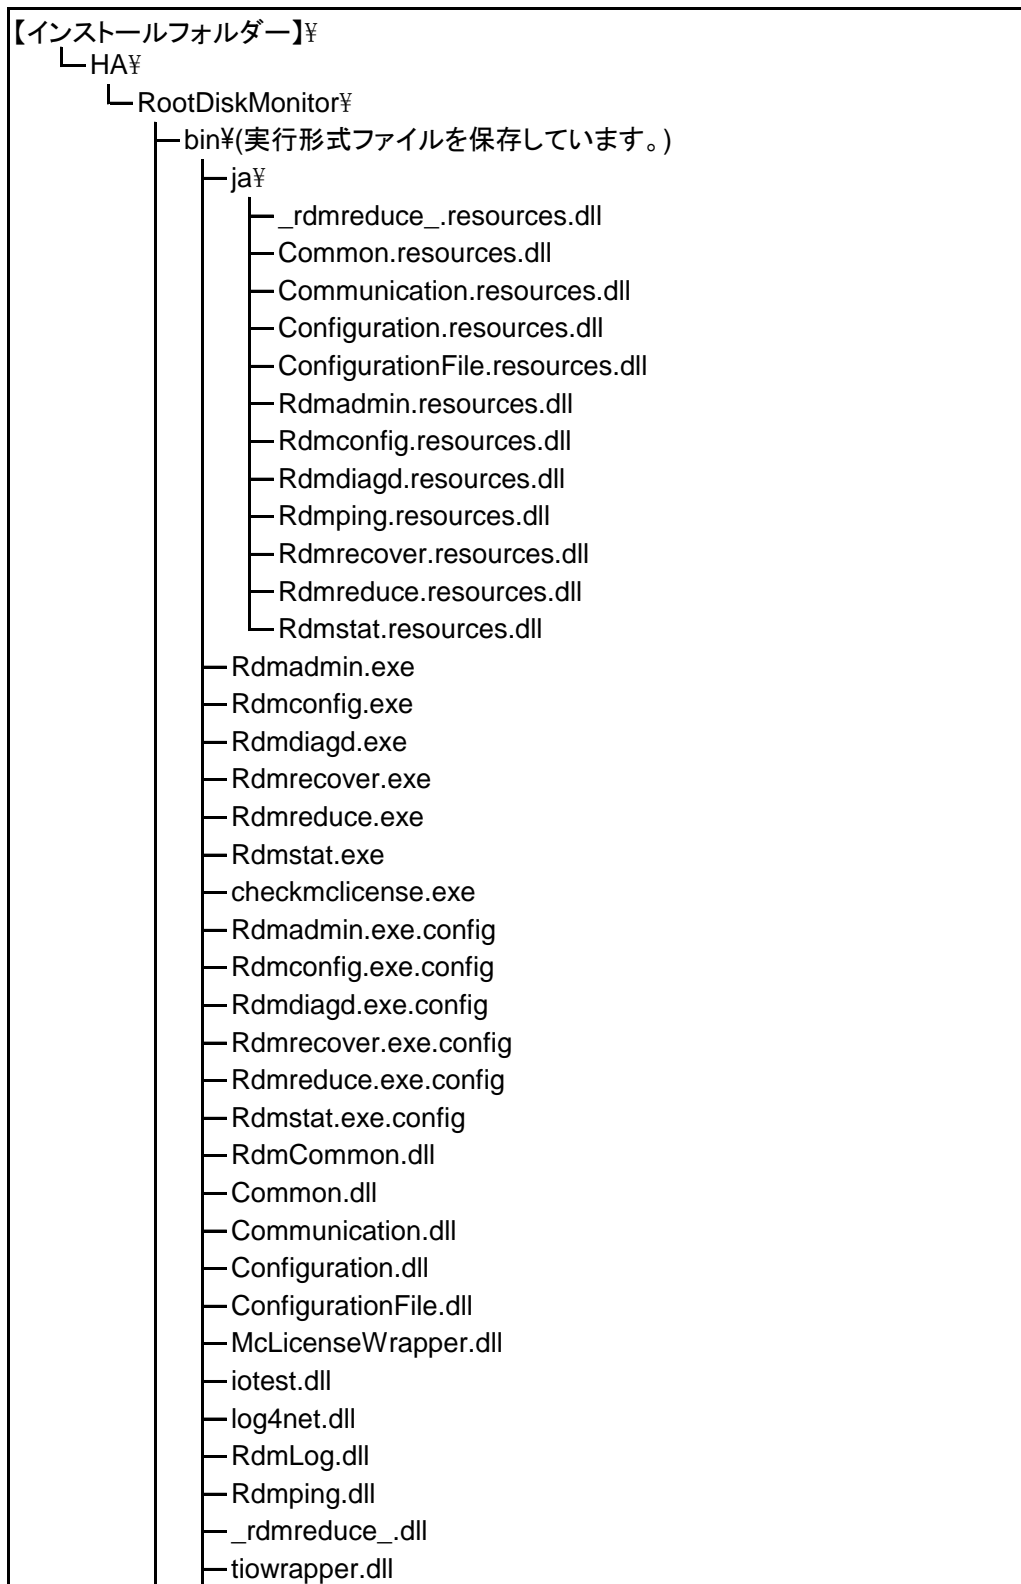 【インストールフォルダー】¥
HA¥
RootDiskMonitor¥
bin¥(実行形式ファイルを保存しています。)
ja¥
_rdmreduce_.resources.dll
Common.resources.dll
Communication.resources.dll
Configuration.resources.dll
ConfigurationFile.resources.dll
Rdmadmin.resources.dll
Rdmconfig.resources.dll
Rdmdiagd.resources.dll
Rdmping.resources.dll
Rdmrecover.resources.dll
Rdmreduce.resources.dll
Rdmstat.resources.dll
Rdmadmin.exe
Rdmconfig.exe
Rdmdiagd.exe
Rdmrecover.exe
Rdmreduce.exe
Rdmstat.exe
checkmclicense.exe
Rdmadmin.exe.config
Rdmconfig.exe.config
Rdmdiagd.exe.config
Rdmrecover.exe.config
Rdmreduce.exe.config
Rdmstat.exe.config
RdmCommon.dll
Common.dll
Communication.dll
Configuration.dll
ConfigurationFile.dll
McLicenseWrapper.dll
iotest.dll
log4net.dll
RdmLog.dll
Rdmping.dll
_rdmreduce_.dll
tiowrapper.dll